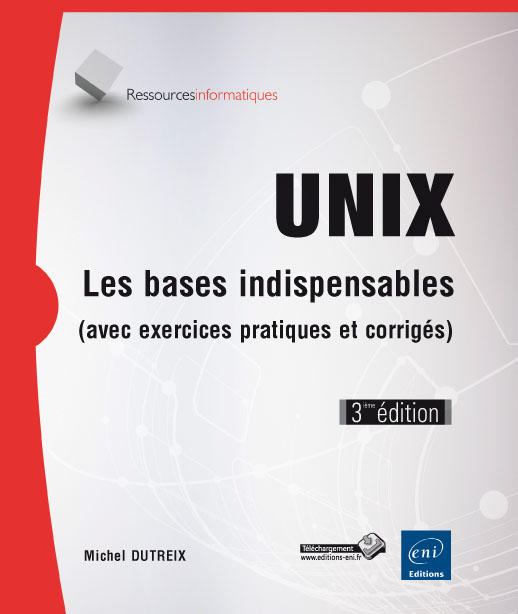 Ressourcesinformatiques
UNIX
Les bases indispensables
(avec exercices pratiques et corrigés)
3ième édition
Téléchargement
www.editions-eni.fr
Michel DUTREIX
eni
Editions